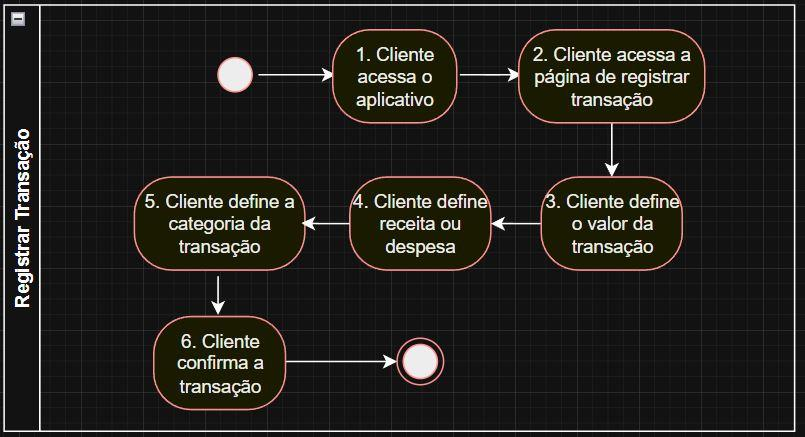 Registrar Transação
1. Cliente
acessa o
aplicativo
2. Cliente acessa a
página de registrar
transação
3. Cliente define
o valor da
transação
4. Cliente define
receita ou
despesa
5. Cliente define a
categoria da
transação
6. Cliente
confirma a
transação